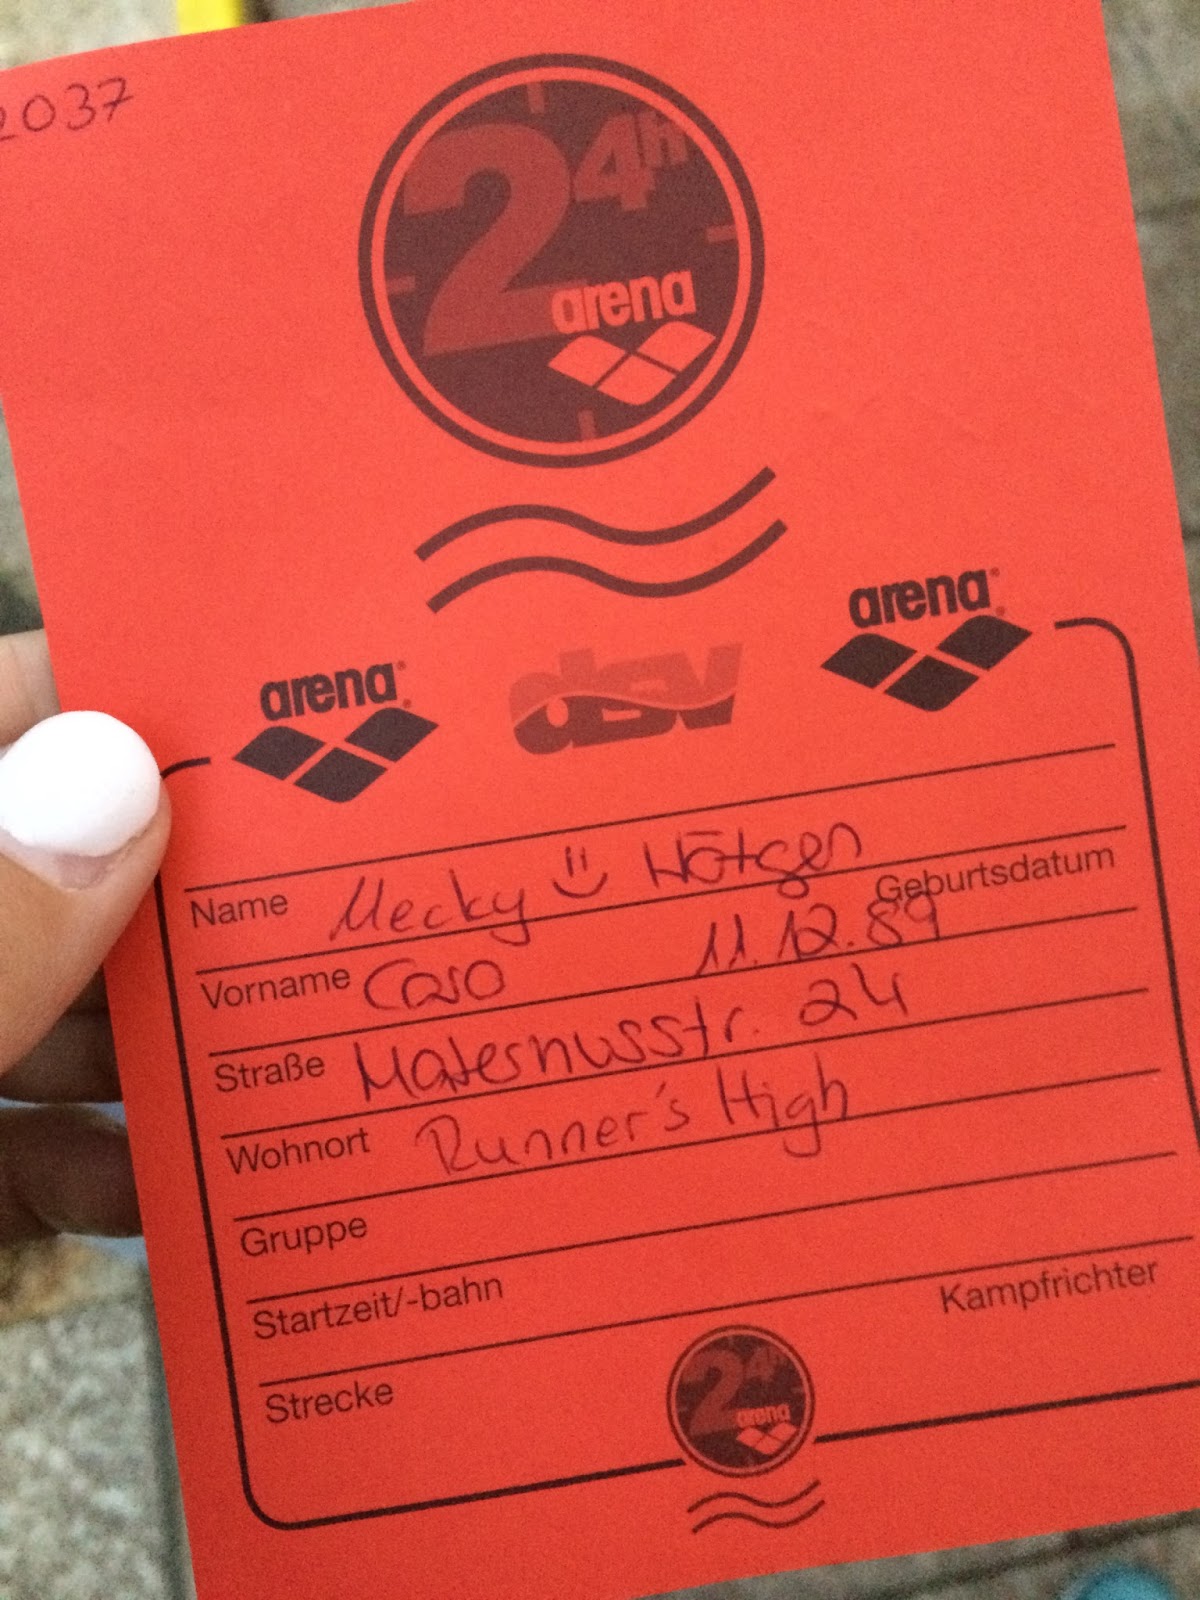 2037
24h
arena
arena
dsv
arena
Name Mecky Hötgen
Geburtsdatum
Vorname Caro 11.12.89
Straße Maternusstr. 24
Wohnort Runner's High
Gruppe
Startzeit/-bahn
Kampfrichter
Strecke
24h
arena